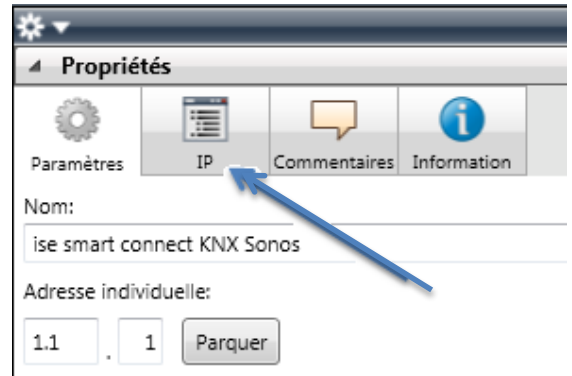 Propriétés
Paramètres IP Commentaires Information
Nom:
ise smart connect KNX Sonos
Adresse individuelle:
1.1 . 1 Parquer